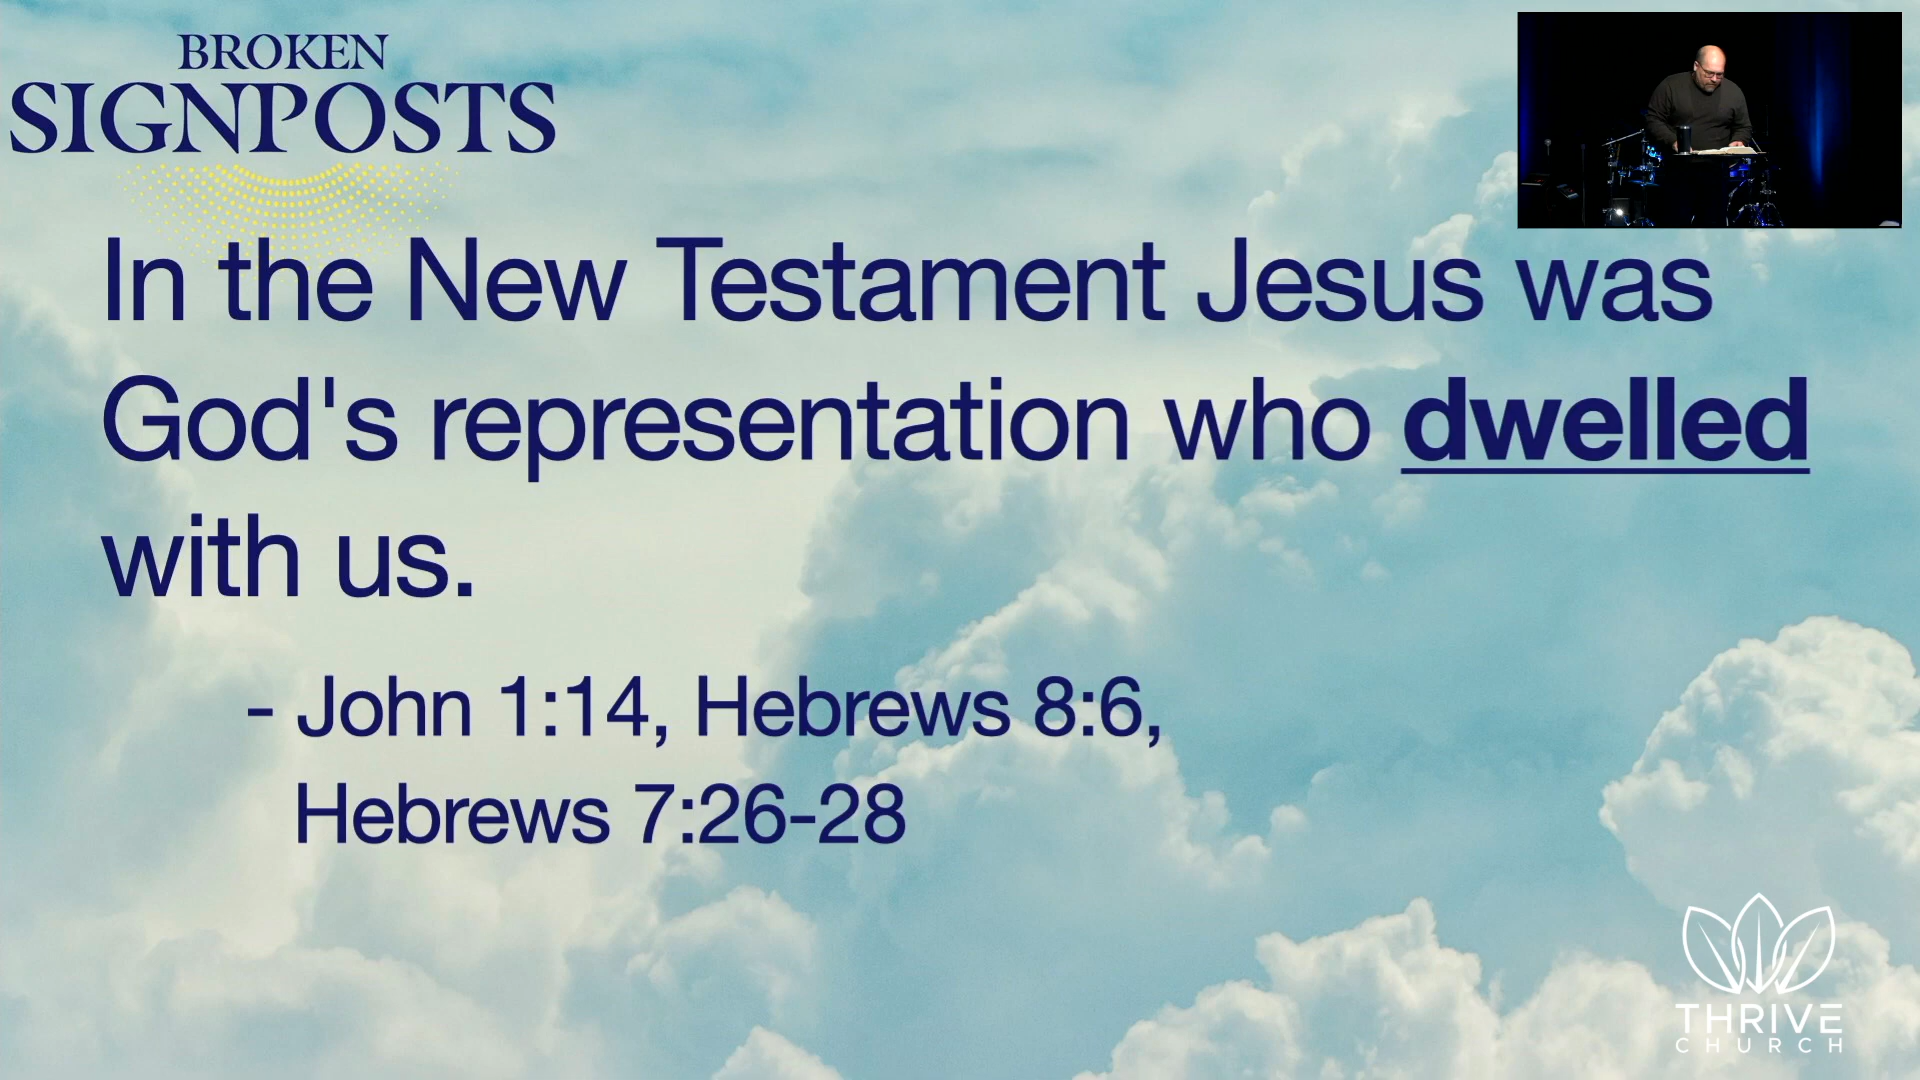 BROKEN
SIGNPOSTS
In the New Testament Jesus was
God's representation who dwelled
with us.
- John 1:14, Hebrews 8:6,
Hebrews 7:26-28
THRIVE
CHURCH